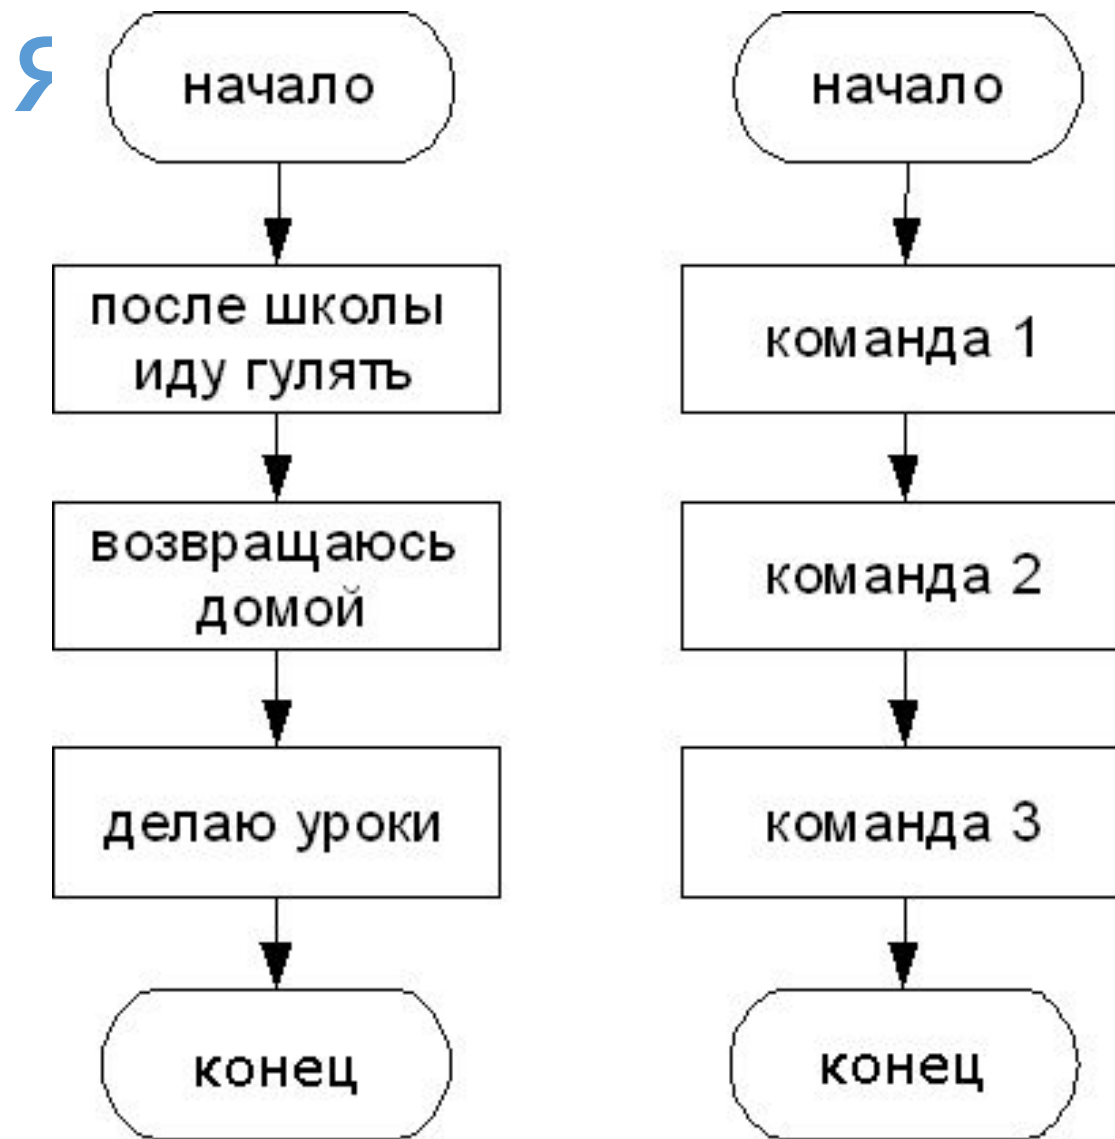 Я
начало
после школы
иду гулять
возвращаюсь
домой
делаю уроки
конец
начало
команда 1
команда 2
команда 3
конец